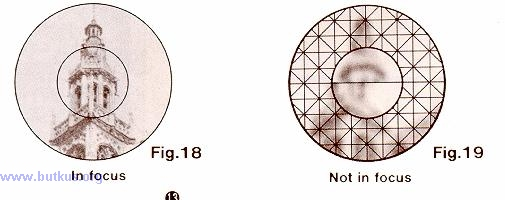 Fig.18
Fig.19
In focus
Not in focus
www.butkus.org
13